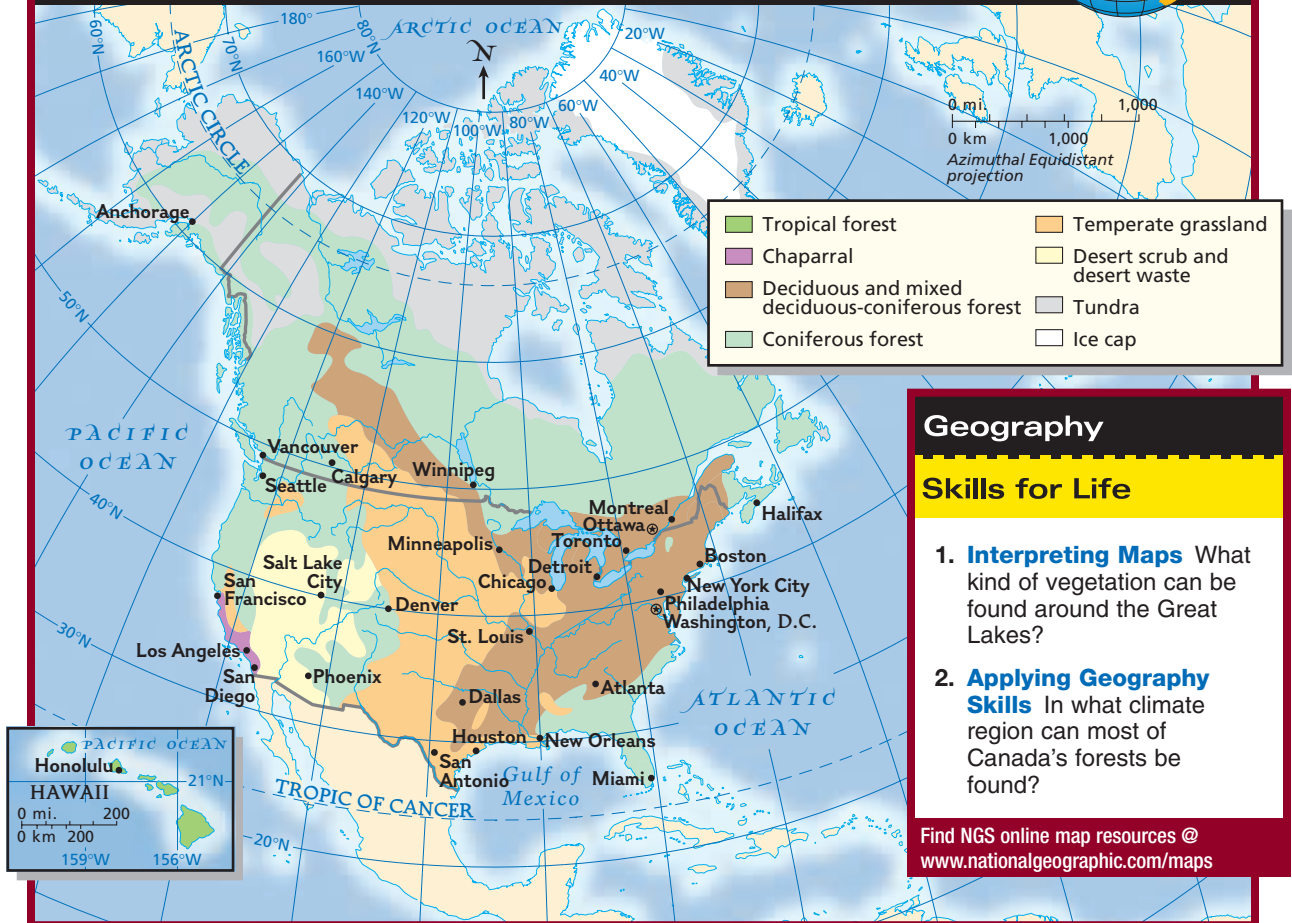 180°
ARCTIC OCEAN
20°W
60°N
ARCTIC CIRCLE
70°N
80°N
160°W
N
40°W
140°W
60°W
120°W
100°W
80°W
0 mi.
1,000
0 km
1,000
Azimuthal Equidistant
projection
Anchorage
Tropical forest
Chaparral
Deciduous and mixed
deciduous-coniferous forest
Coniferous forest
Temperate grassland
Desert scrub and
desert waste
Tundra
Ice cap
50°N
PACIFIC
OCEAN
Vancouver
Calgary
Winnipeg
Seattle
40°N
Montreal
Ottawa
Halifax
Minneapolis
Toronto
Boston
Salt Lake
City
Detroit
Chicago
New York City
San
Francisco
Denver
Philadelphia
Washington, D.C.
30°N
St. Louis
Los Angeles
San
Diego
Phoenix
Dallas
Atlanta
ATLANTIC
OCEAN
Houston
New Orleans
San
Antonio
Gulf of
Mexico
Miami
TROPIC OF CANCER
20°N
PACIFIC OCEAN
Honolulu
21°N
HAWAII
0 mi.
200
0 km
200
159°W
156°W
Geography
Skills for Life
1. Interpreting Maps What
kind of vegetation can be
found around the Great
Lakes?
2. Applying Geography
Skills In what climate
region can most of
Canada's forests be
found?
Find NGS online map resources @
www.nationalgeographic.com/maps